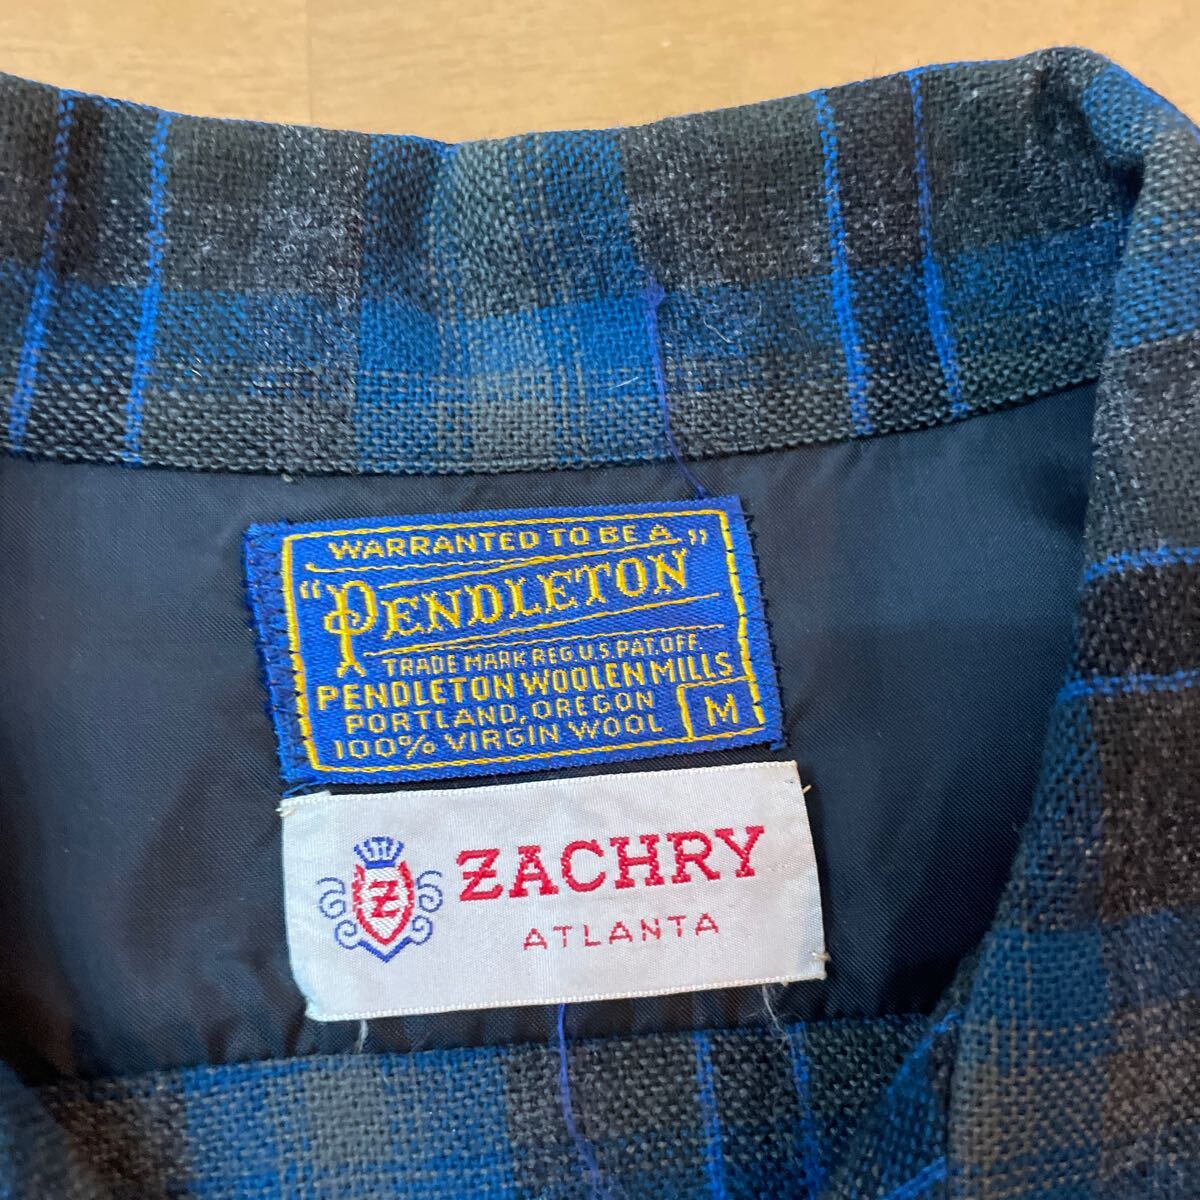 WARRANTED TO BE A
"PENDLETON"
TRADE MARK REG.U.S.PAT.OFF.
PENDLETON WOOLEN MILLS
PORTLAND, OREGON
100% VIRGIN WOOL
M
Z
ZACHRY
ATLANTA